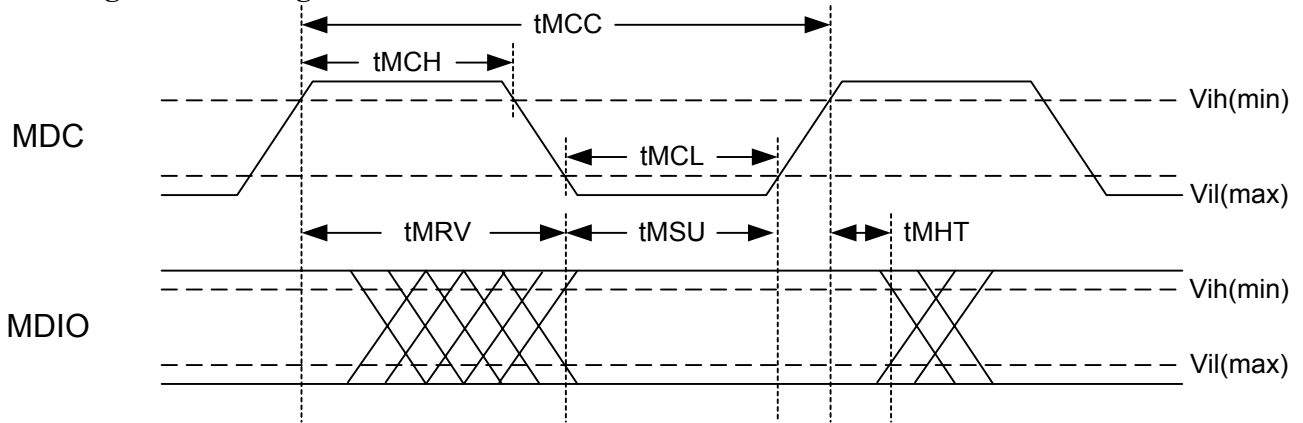 tMCC
tMCH
Vih(min)
MDC
tMCL
Vil(max)
tMRV tMSU tMHT
Vih(min)
MDIO
Vil(max)